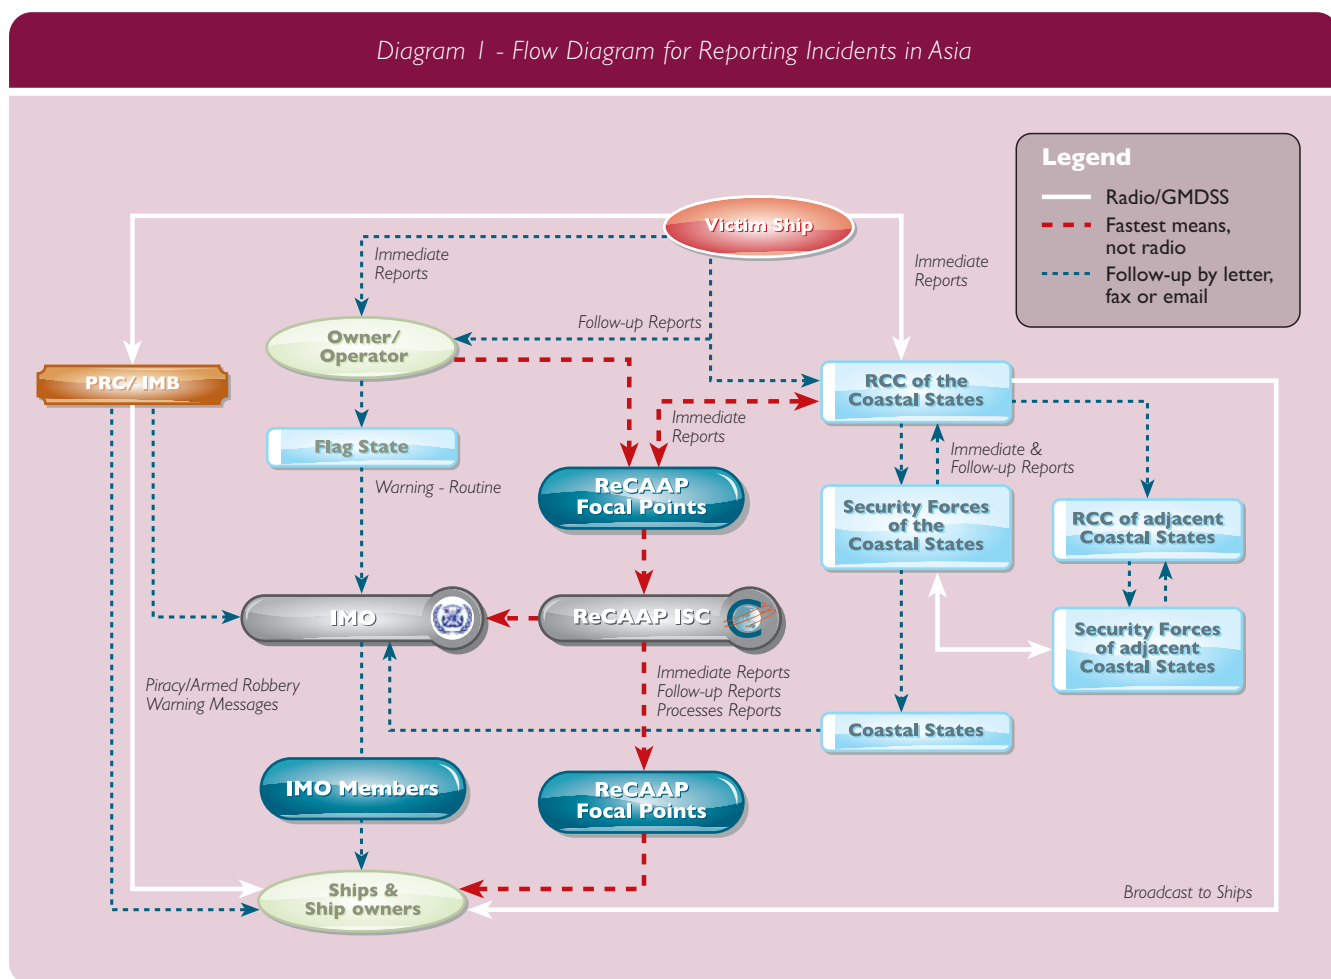 Diagram 1 - Flow Diagram for Reporting Incidents in Asia
Legend
Radio/GMDSS
Fastest means,
not radio
Follow-up by letter,
fax or email
Victim Ship
Immediate
Reports
Immediate
Reports
Follow-up Reports
Owner/
Operator
PRC/ IMB
RCC of the
Coastal States
Immediate
Reports
Flag State
Immediate &
Follow-up Reports
Warning - Routine
ReCAAP
Focal Points
Security Forces
of the
Coastal States
RCC of adjacent
Coastal States
IMO
ReCAAP ISC
Security Forces
of adjacent
Coastal States
Piracy/Armed Robbery
Warning Messages
Immediate Reports
Follow-up Reports
Processes Reports
Coastal States
IMO Members
ReCAAP
Focal Points
Ships &
Ship owners
Broadcast to Ships